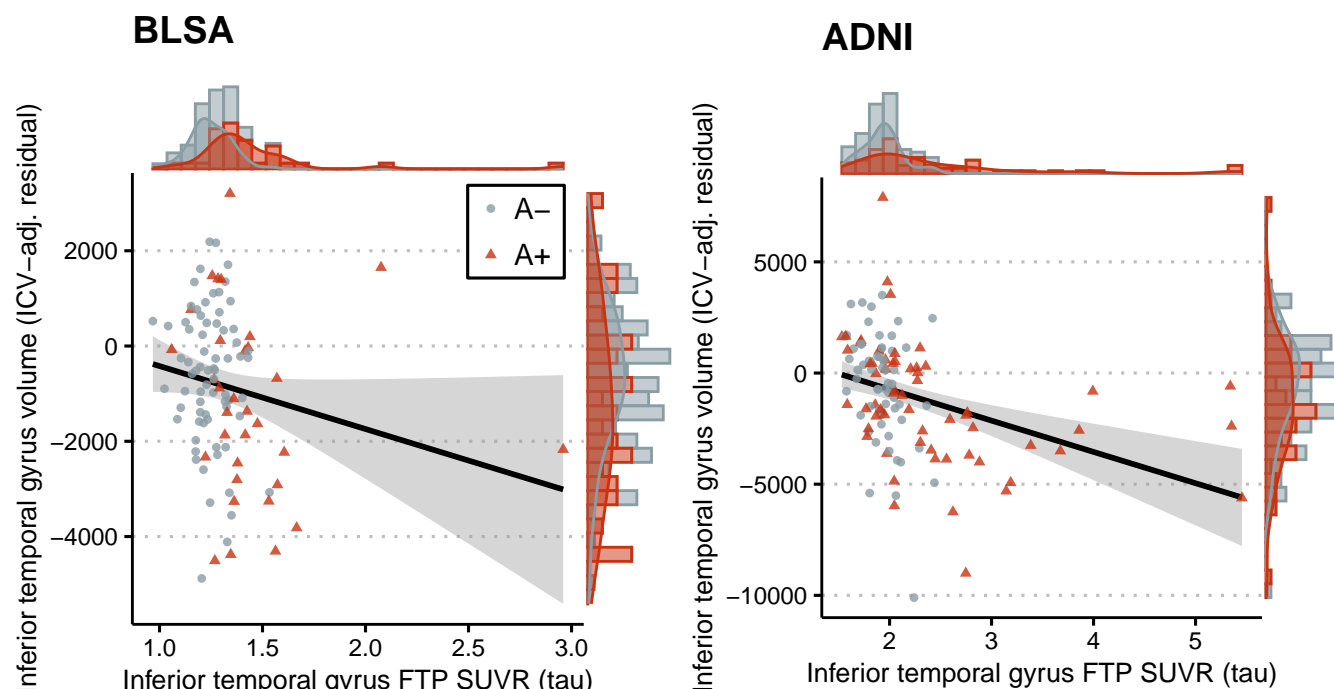 BLSA
ADNI
Inferior temporal gyrus volume (ICV−adj. residual)
2000
0
−2000
−4000
A−
A+
1.0
1.5
2.0
2.5
3.0
Inferior temporal gyrus FTP SUVR (tau)
Inferior temporal gyrus volume (ICV−adj. residual)
5000
0
−5000
−10000
2
3
4
5
Inferior temporal gyrus FTP SUVR (tau)